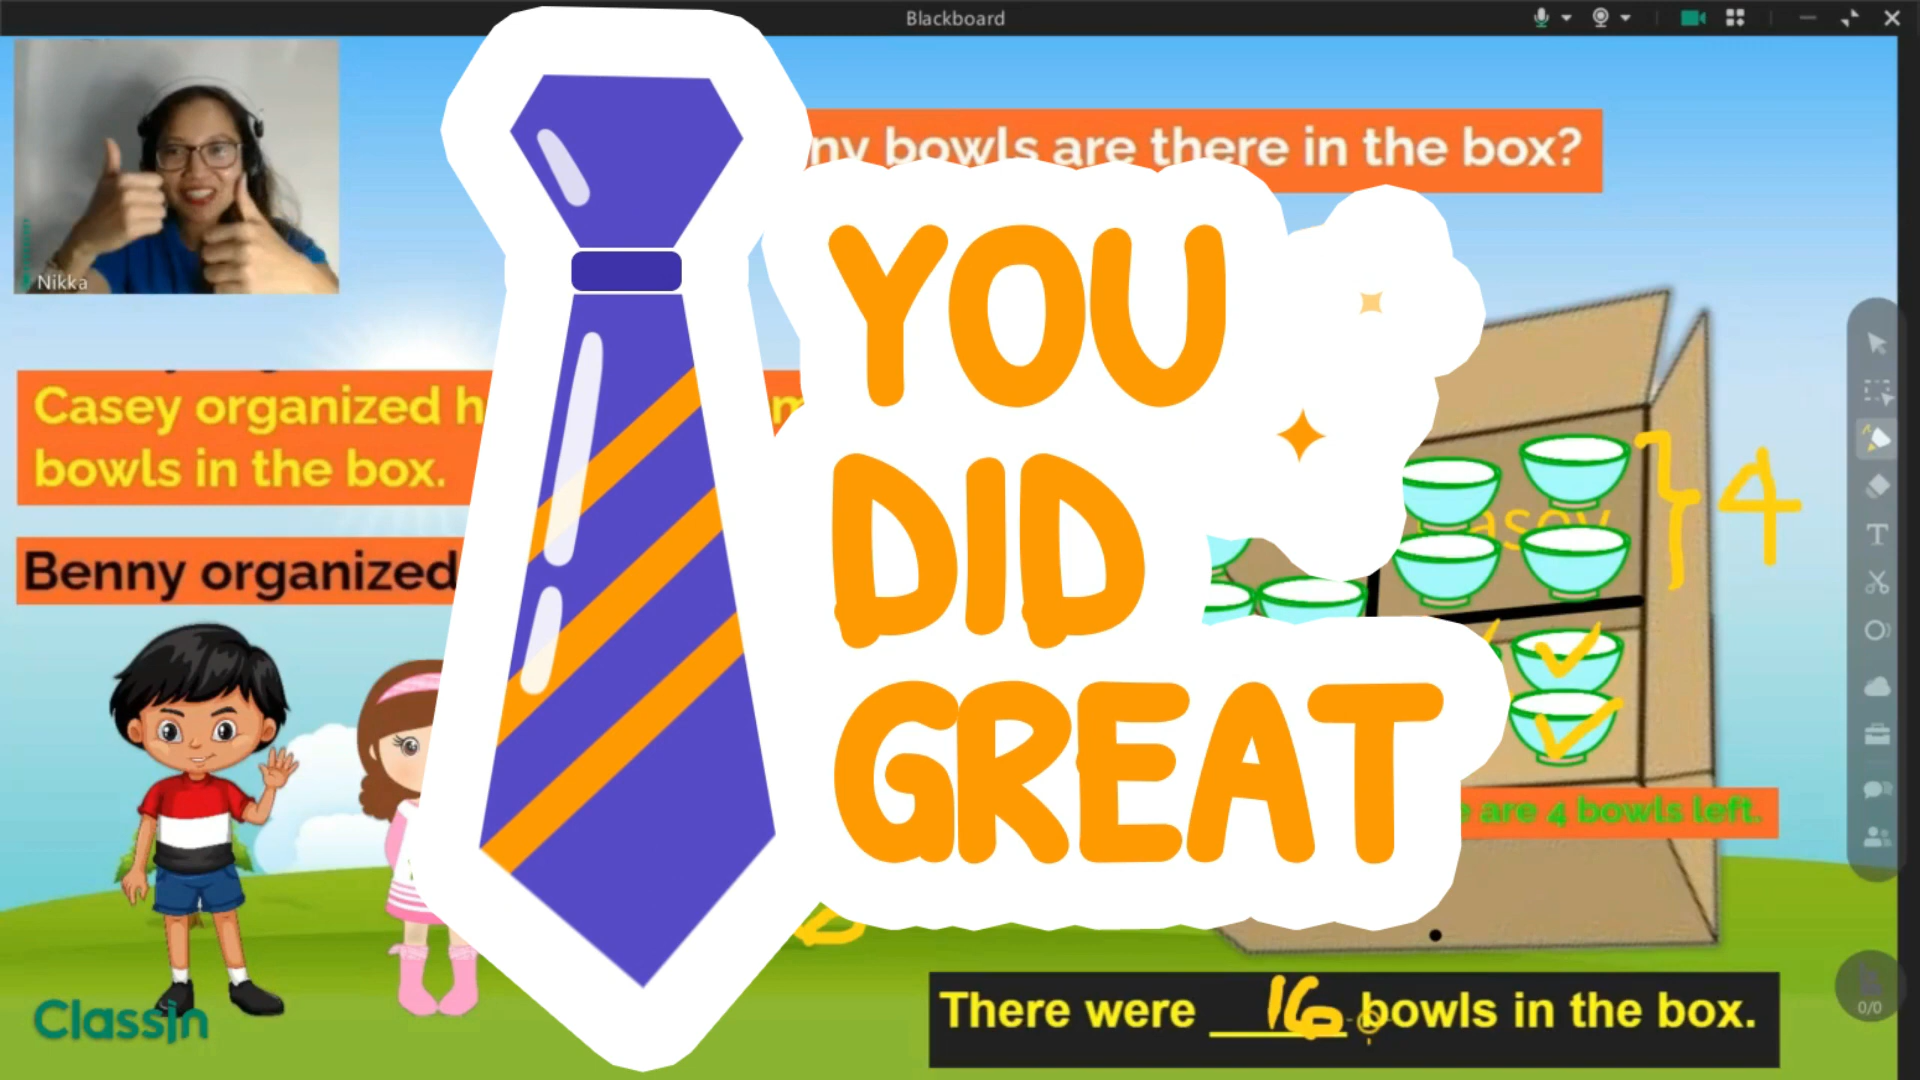 Blackboard
Nikka
bowls are there in the box?
Casey organized
bowls in the box.
Benny organized
YOU
DID
GREAT
4
are 4 bowls left.
There were 16 bowls in the box.
ClassIn
0/0